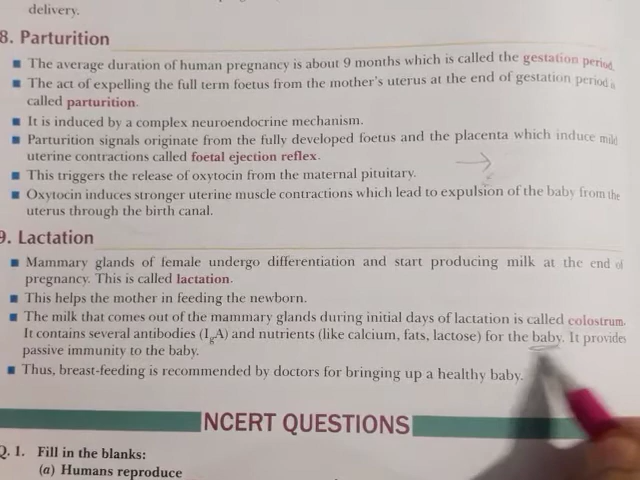 delivery.
8. Parturition
■ The average duration of human pregnancy is about 9 months which is called the gestation period.
■ The act of expelling the full term foetus from the mother's uterus at the end of gestation period is
called parturition.
■ It is induced by a complex neuroendocrine mechanism.
■ Parturition signals originate from the fully developed foetus and the placenta which induce mild
uterine contractions called foetal ejection reflex.
■ This triggers the release of oxytocin from the maternal pituitary.
■ Oxytocin induces stronger uterine muscle contractions which lead to expulsion of the baby from the
uterus through the birth canal.
9. Lactation
■ Mammary glands of female undergo differentiation and start producing milk at the end of
pregnancy. This is called lactation.
■ This helps the mother in feeding the newborn.
■ The milk that comes out of the mammary glands during initial days of lactation is called colostrum.
It contains several antibodies (IgA) and nutrients (like calcium, fats, lactose) for the baby. It provides
passive immunity to the baby.
■ Thus, breast-feeding is recommended by doctors for bringing up a healthy baby.
NCERT QUESTIONS
Q. 1. Fill in the blanks:
(a) Humans reproduce